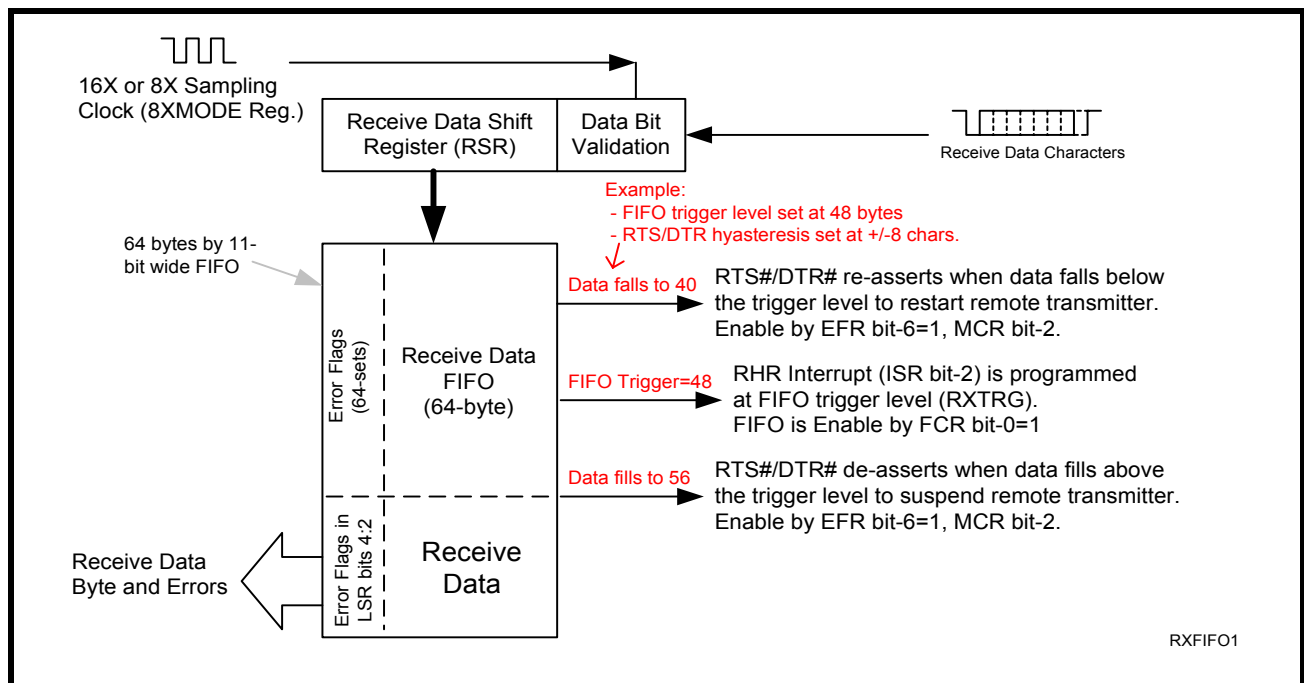 16X or 8X Sampling
Clock (8XMODE Reg.)
Receive Data Shift
Register (RSR)
Data Bit
Validation
Receive Data Characters
Example:
- FIFO trigger level set at 48 bytes
- RTS/DTR hyasteresis set at +/-8 chars.
64 bytes by 11-
bit wide FIFO
Data falls to 40
RTS#/DTR# re-asserts when data falls below
the trigger level to restart remote transmitter.
Enable by EFR bit-6=1, MCR bit-2.
Error Flags
(64-sets)
Receive Data
FIFO
(64-byte)
FIFO Trigger=48
RHR Interrupt (ISR bit-2) is programmed
at FIFO trigger level (RXTRG).
FIFO is Enable by FCR bit-0=1
Data fills to 56
RTS#/DTR# de-asserts when data fills above
the trigger level to suspend remote transmitter.
Enable by EFR bit-6=1, MCR bit-2.
Receive Data
Byte and Errors
Error Flags in
LSR bits 4:2
Receive
Data
RXFIFO1